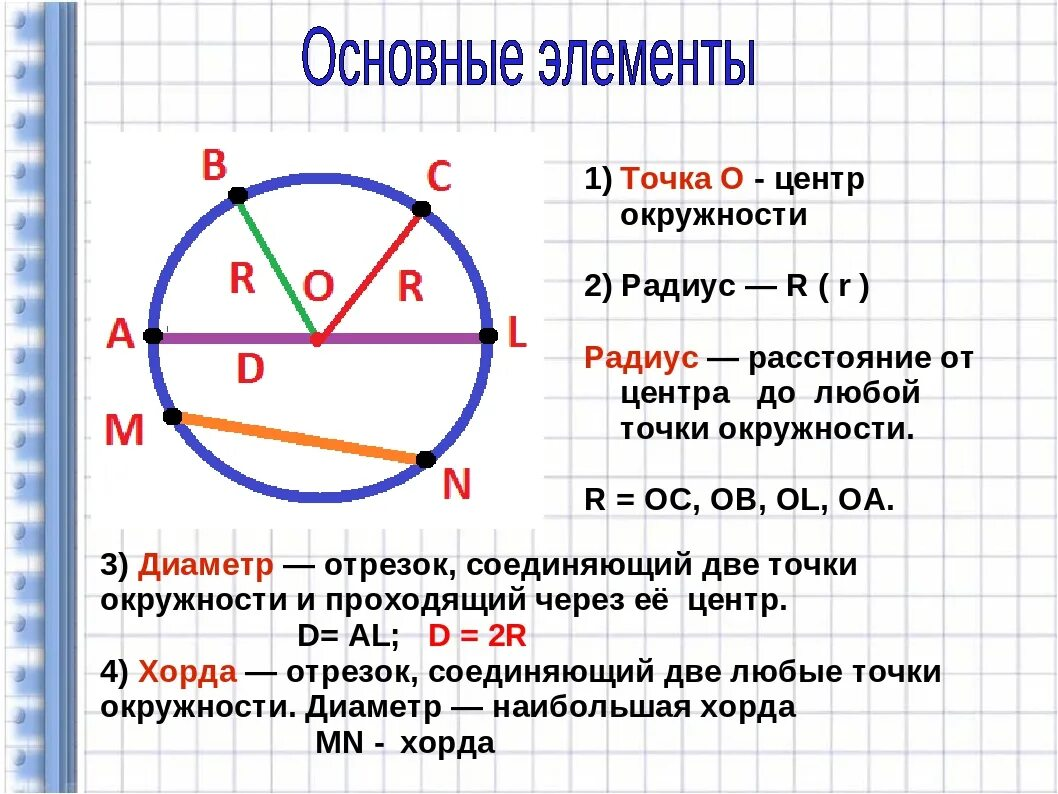 Основные элементы
B
C
R
O
R
A
L
D
M
N
1) Точка О - центр
окружности
2) Радиус — R ( r )
Радиус — расстояние от
центра до любой
точки окружности.
R = OC, OB, OL, OA.
3) Диаметр — отрезок, соединяющий две точки
окружности и проходящий через её центр.
D= AL; D = 2R
4) Хорда — отрезок, соединяющий две любые точки
окружности. Диаметр — наибольшая хорда
MN - хорда